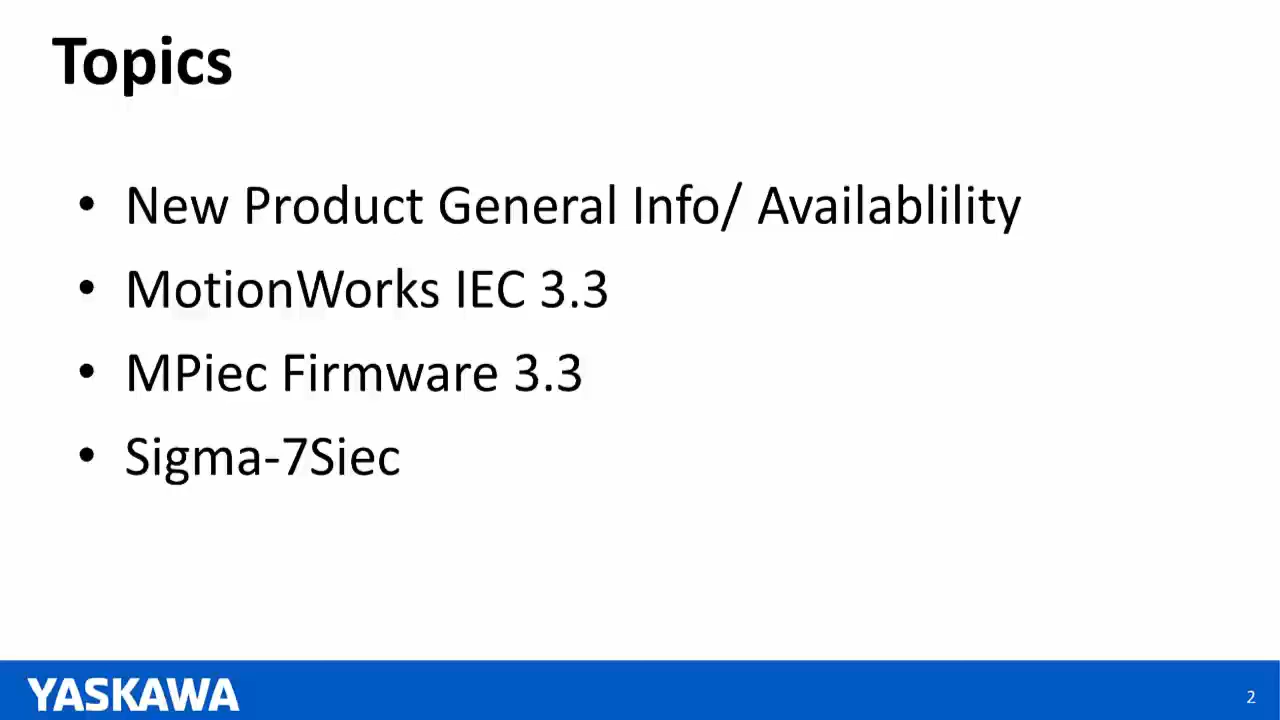 Topics
• New Product General Info/ Availablility
• MotionWorks IEC 3.3
• MPiec Firmware 3.3
• Sigma-7Siec
YASKAWA
2